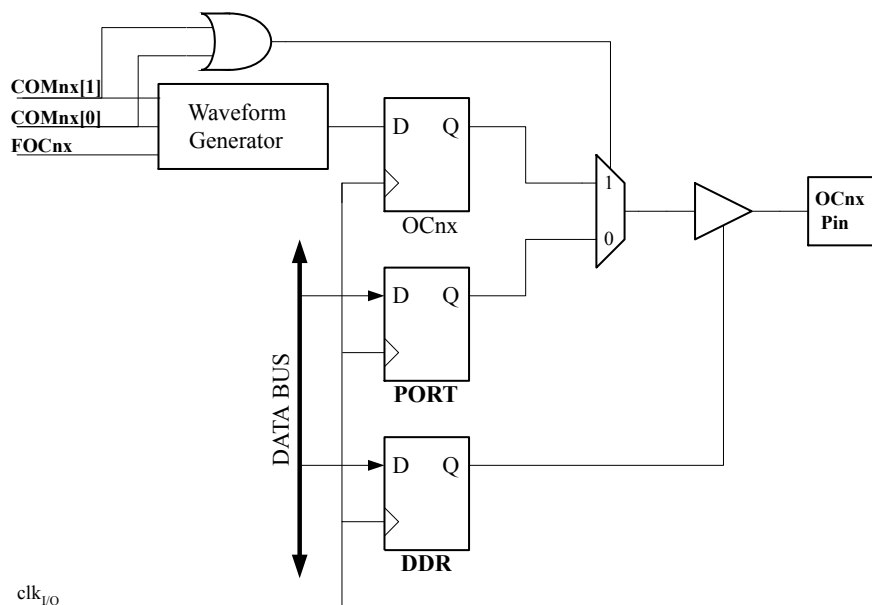 COMnx[1]
COMnx[0]
FOCnx
Waveform
Generator
D Q
OCnx
1
0
OCnx
Pin
D Q
PORT
DATA BUS
D Q
DDR
clkI/O